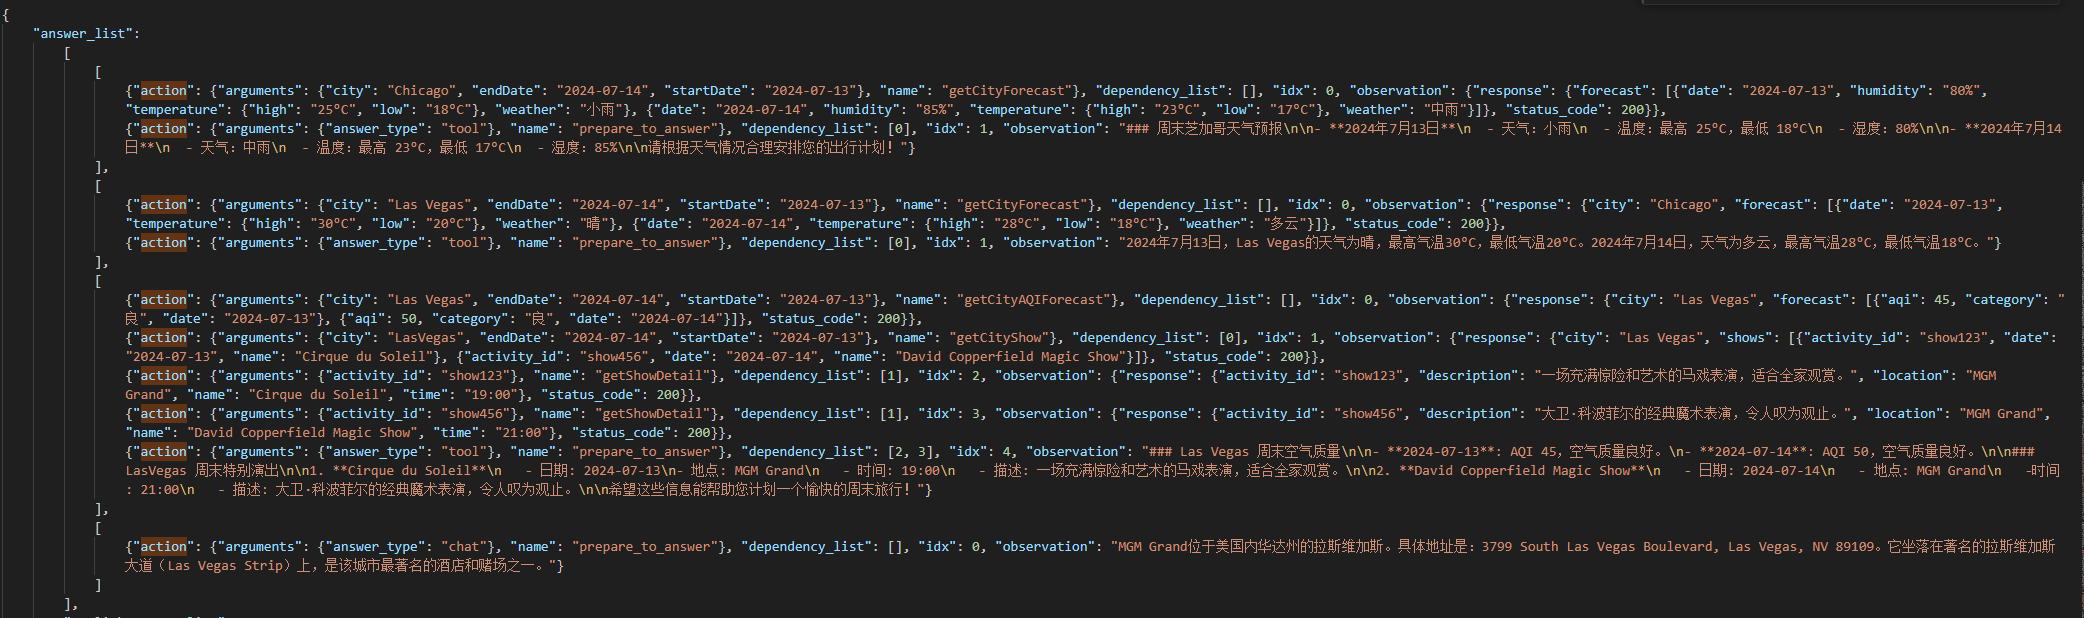 {
"answer_list":
[
[
{"action": {"arguments": {"city": "Chicago", "endDate": "2024-07-14", "startDate": "2024-07-13"}, "name": "getCityForecast"}, "dependency_list": [], "idx": 0, "observation": {"response": {"forecast": [{"date": "2024-07-13", "humidity": "80%",
"temperature": {"high": "25°C", "low": "18°C"}, "weather": "小雨"}, {"date": "2024-07-14", "humidity": "85%", "temperature": {"high": "23°C", "low": "17°C"}, "weather": "中雨"}]}, "status_code": 200}},
{"action": {"arguments": {"answer_type": "tool"}, "name": "prepare_to_answer"}, "dependency_list": [0], "idx": 1, "observation": "### 周末芝加哥天气预报\n\n- **2024年7月13日**\n  - 天气：小雨\n  - 温度：最高 25°C，最低 18°C\n  - 湿度：80%\n\n- **2024年7月14
日**\n  - 天气：中雨\n  - 温度：最高 23°C，最低 17°C\n  - 湿度：85%\n\n请根据天气情况合理安排您的出行计划！"}
],
[
{"action": {"arguments": {"city": "Las Vegas", "endDate": "2024-07-14", "startDate": "2024-07-13"}, "name": "getCityForecast"}, "dependency_list": [], "idx": 0, "observation": {"response": {"city": "Chicago", "forecast": [{"date": "2024-07-13",
"temperature": {"high": "30°C", "low": "20°C"}, "weather": "晴"}, {"date": "2024-07-14", "temperature": {"high": "28°C", "low": "18°C"}, "weather": "多云"}]}, "status_code": 200}},
{"action": {"arguments": {"answer_type": "tool"}, "name": "prepare_to_answer"}, "dependency_list": [0], "idx": 1, "observation": "2024年7月13日，Las Vegas的天气为晴，最高气温30°C，最低气温20°C。2024年7月14日，天气为多云，最高气温28°C，最低气温18°C。"}
],
[
{"action": {"arguments": {"city": "Las Vegas", "endDate": "2024-07-14", "startDate": "2024-07-13"}, "name": "getCityAQIForecast"}, "dependency_list": [], "idx": 0, "observation": {"response": {"city": "Las Vegas", "forecast": [{"aqi": 45, "category": "
良", "date": "2024-07-13"}, {"aqi": 50, "category": "良", "date": "2024-07-14"}]}, "status_code": 200}},
{"action": {"arguments": {"city": "LasVegas", "endDate": "2024-07-14", "startDate": "2024-07-13"}, "name": "getCityShow"}, "dependency_list": [0], "idx": 1, "observation": {"response": {"city": "Las Vegas", "shows": [{"activity_id": "show123", "date":
"2024-07-13", "name": "Cirque du Soleil"}, {"activity_id": "show456", "date": "2024-07-14", "name": "David Copperfield Magic Show"}]}, "status_code": 200}},
{"action": {"arguments": {"activity_id": "show123"}, "name": "getShowDetail"}, "dependency_list": [1], "idx": 2, "observation": {"response": {"activity_id": "show123", "description": "一场充满惊险和艺术的马戏表演，适合全家观赏。", "location": "MGM
Grand", "name": "Cirque du Soleil", "time": "19:00"}, "status_code": 200}},
{"action": {"arguments": {"activity_id": "show456"}, "name": "getShowDetail"}, "dependency_list": [1], "idx": 3, "observation": {"response": {"activity_id": "show456", "description": "大卫·科波菲尔的经典魔术表演，令人叹为观止。", "location": "MGM Grand",
"name": "David Copperfield Magic Show", "time": "21:00"}, "status_code": 200}},
{"action": {"arguments": {"answer_type": "tool"}, "name": "prepare_to_answer"}, "dependency_list": [2, 3], "idx": 4, "observation": "### Las Vegas 周末空气质量\n\n- **2024-07-13**: AQI 45，空气质量良好。\n- **2024-07-14**: AQI 50，空气质量良好。\n\n###
LasVegas 周末特别演出\n\n1. **Cirque du Soleil**\n   - 日期: 2024-07-13\n- 地点: MGM Grand\n   - 时间: 19:00\n   - 描述: 一场充满惊险和艺术的马戏表演，适合全家观赏。\n\n2. **David Copperfield Magic Show**\n   - 日期: 2024-07-14\n   - 地点: MGM Grand\n   -时间
: 21:00\n   - 描述: 大卫·科波菲尔的经典魔术表演，令人叹为观止。\n\n希望这些信息能帮助您计划一个愉快的周末旅行！"}
],
[
{"action": {"arguments": {"answer_type": "chat"}, "name": "prepare_to_answer"}, "dependency_list": [], "idx": 0, "observation": "MGM Grand位于美国内华达州的拉斯维加斯。具体地址是：3799 South Las Vegas Boulevard, Las Vegas, NV 89109。它坐落在著名的拉斯维加斯
大道（Las Vegas Strip）上，是该城市最著名的酒店和赌场之一。"}
]
],